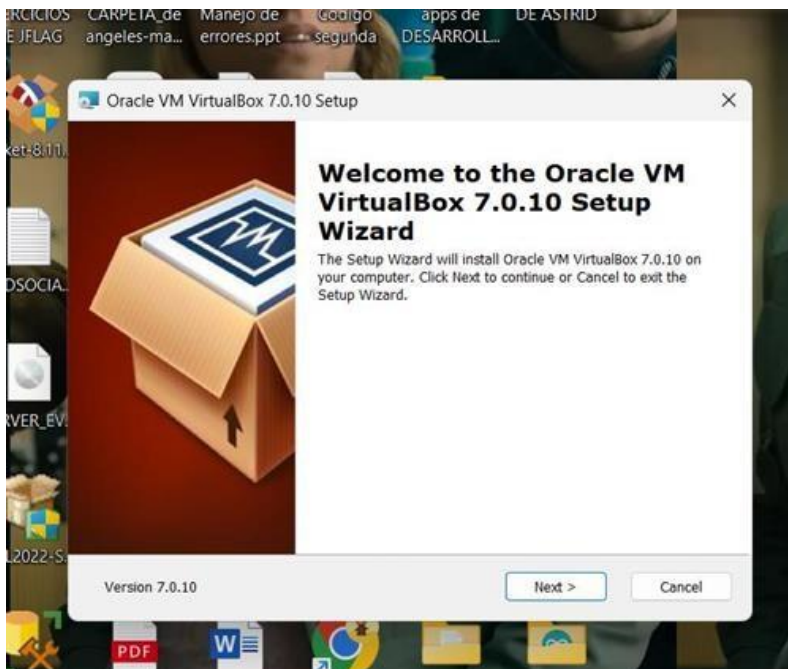 CARPETA_de Manejo de Código apps de DE ASTRID
E JFLAG angeles-ma... errores.ppt segunda DESARROLL...
Oracle VM VirtualBox 7.0.10 Setup
Welcome to the Oracle VM
VirtualBox 7.0.10 Setup
Wizard
The Setup Wizard will install Oracle VM VirtualBox 7.0.10 on
your computer. Click Next to continue or Cancel to exit the
Setup Wizard.
Version 7.0.10 Next > Cancel
PDF W